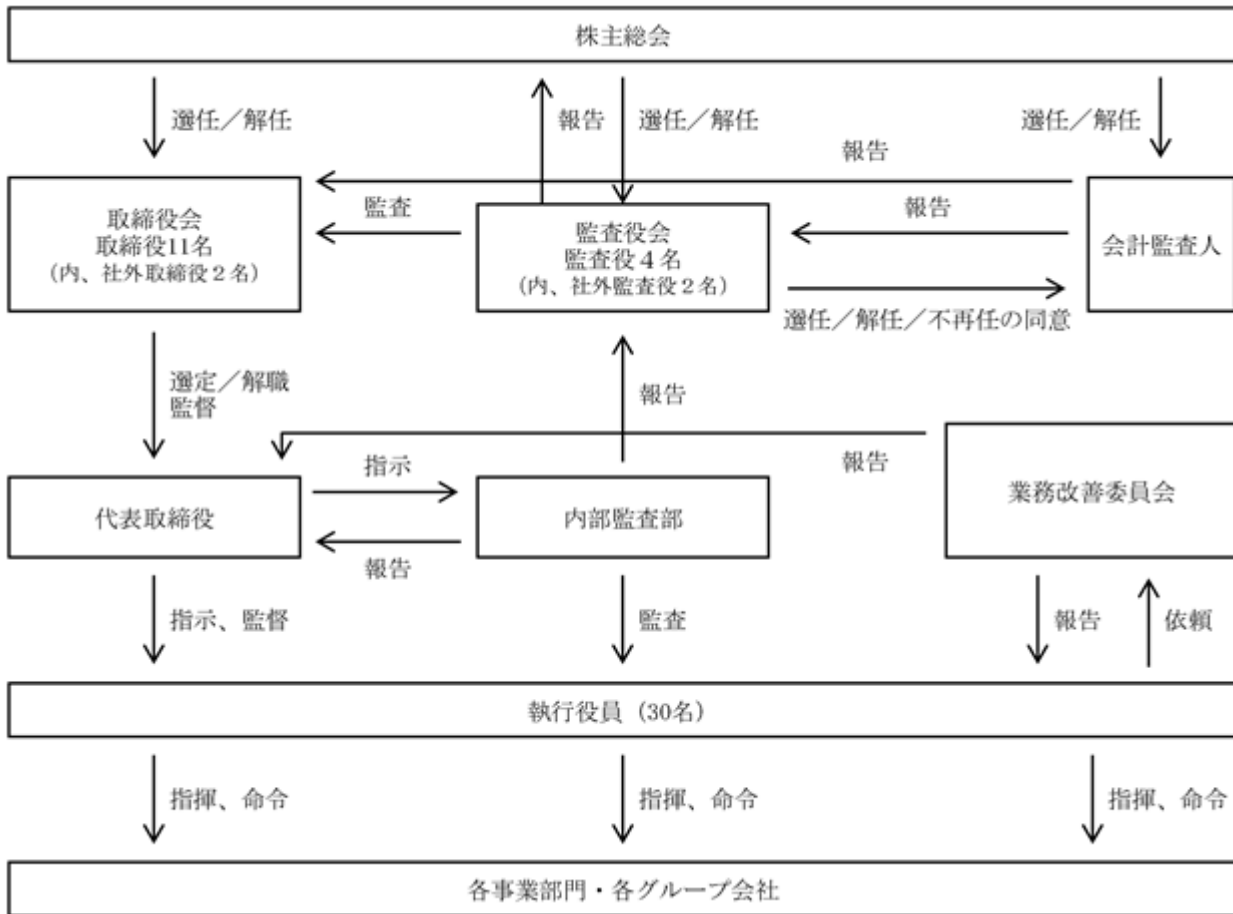 株主総会
選任／解任
報告
選任／解任
選任／解任
報告
取締役会
取締役11名
（内、社外取締役２名）
監査
監査役会
監査役４名
（内、社外監査役２名）
報告
会計監査人
選任／解任／不再任の同意
選定／解職
監督
報告
報告
業務改善委員会
代表取締役
指示
報告
内部監査部
指示、監督
監査
報告
依頼
執行役員（30名）
指揮、命令
指揮、命令
指揮、命令
各事業部門・各グループ会社